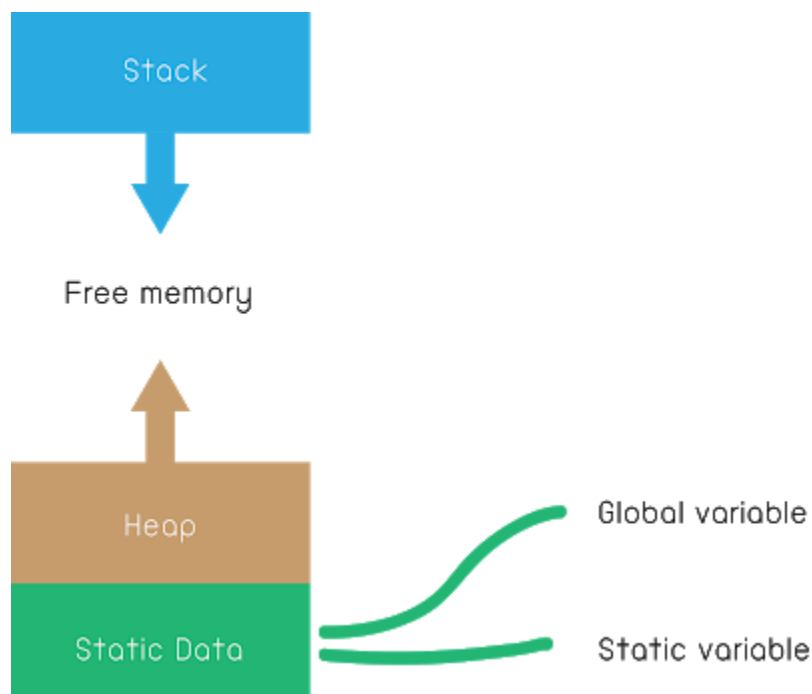 Stack
Free memory
Heap
Global variable
Static Data
Static variable